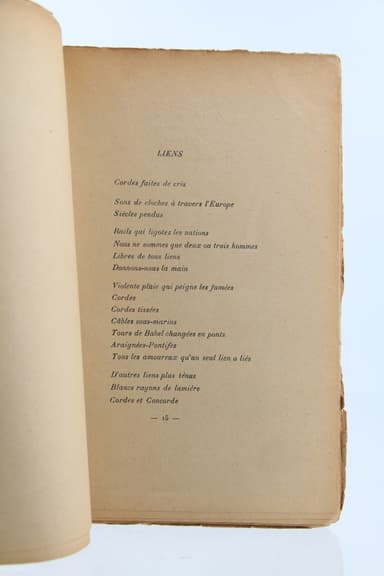 LIENS
Cordes faites de cris
Sons de cloches à travers l'Europe
Siècles pendus
Rails qui ligotez les nations
Nous ne sommes que deux ou trois hommes
Libres de tous liens
Donnons-nous la main
Violente pluie qui peigne les fumées
Cordes
Cordes tissées
Câbles sous-marins
Tours de Babel changées en ponts
Araignées-Pontifes
Tous les amoureux qu'un seul lien a liés
D'autres liens plus ténus
Blancs rayons de lumière
Cordes et Concorde
— 15 —